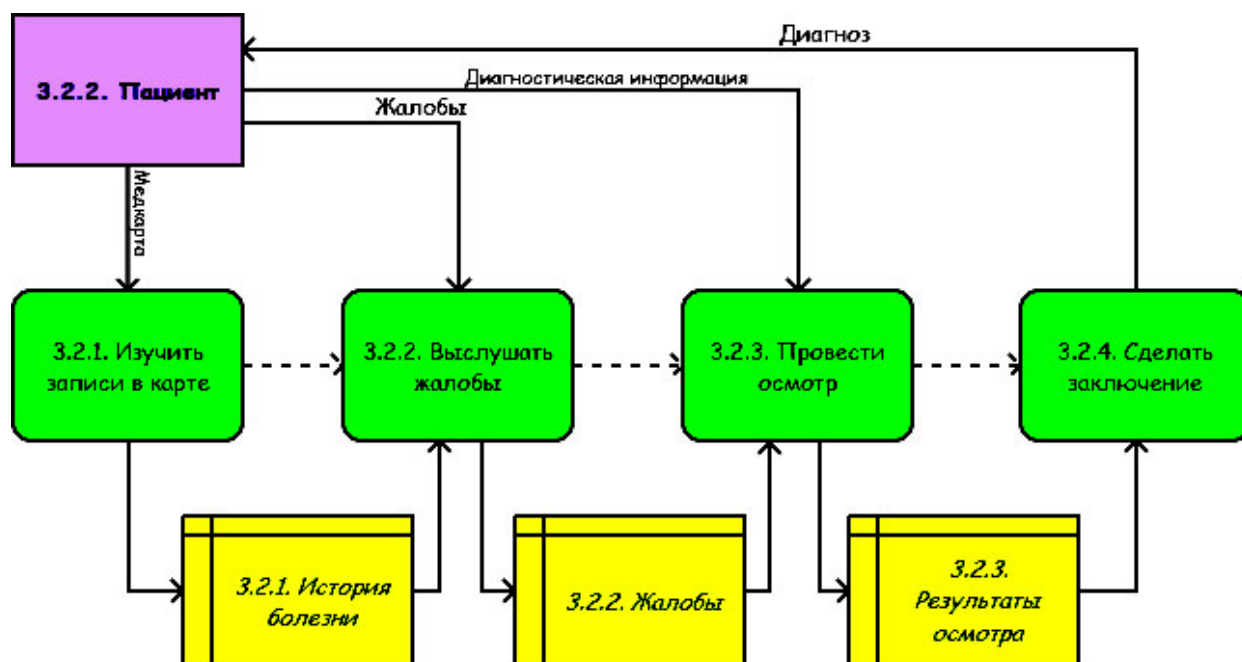 Диагноз
3.2.2. Пациент
Диагностическая информация
Жалобы
Медкарта
3.2.1. Изучить
записи в карте
3.2.2. Выслушать
жалобы
3.2.3. Провести
осмотр
3.2.4. Сделать
заключение
3.2.1. История
болезни
3.2.2. Жалобы
3.2.3.
Результаты
осмотра